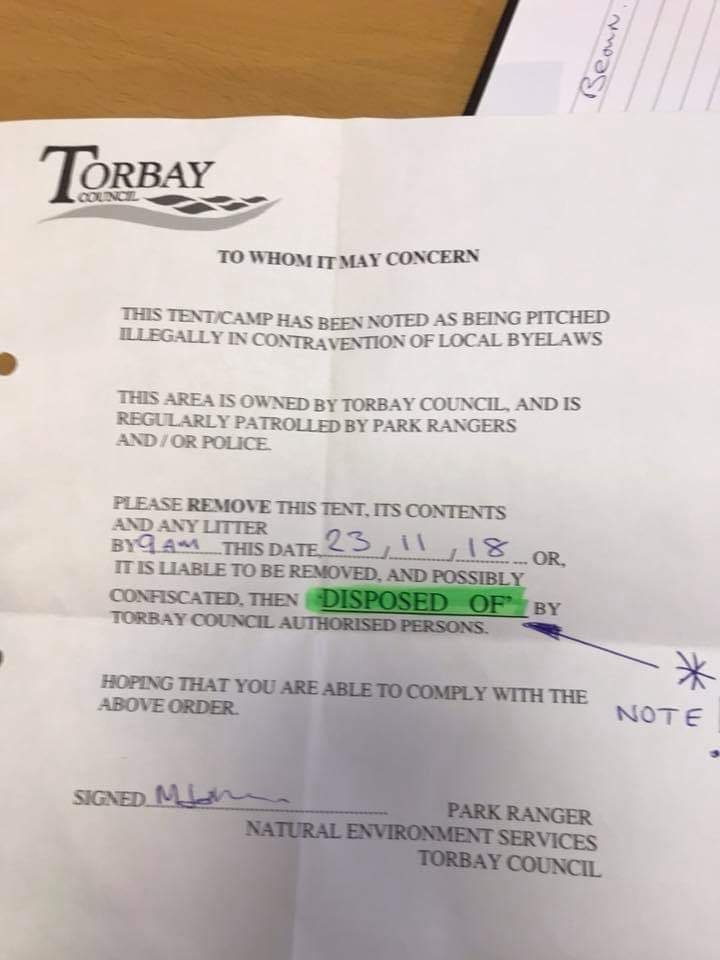 Brown.
TORBAY
COUNCIL
TO WHOM IT MAY CONCERN
THIS TENT/CAMP HAS BEEN NOTED AS BEING PITCHED
ILLEGALLY IN CONTRAVENTION OF LOCAL BYELAWS
THIS AREA IS OWNED BY TORBAY COUNCIL, AND IS
REGULARLY PATROLLED BY PARK RANGERS
AND / OR POLICE.
PLEASE REMOVE THIS TENT, ITS CONTENTS
AND ANY LITTER
BY 9AM THIS DATE 23 / 11 / 18 OR,
IT IS LIABLE TO BE REMOVED, AND POSSIBLY
CONFISCATED, THEN 'DISPOSED OF' BY
TORBAY COUNCIL AUTHORISED PERSONS.
* NOTE !
HOPING THAT YOU ARE ABLE TO COMPLY WITH THE
ABOVE ORDER.
SIGNED
PARK RANGER
NATURAL ENVIRONMENT SERVICES
TORBAY COUNCIL